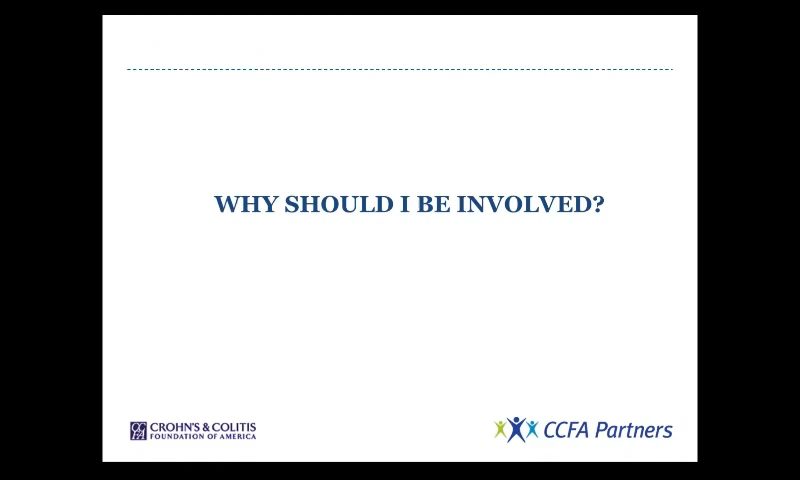 WHY SHOULD I BE INVOLVED?
CROHN'S & COLITIS
FOUNDATION OF AMERICA
CCFA Partners